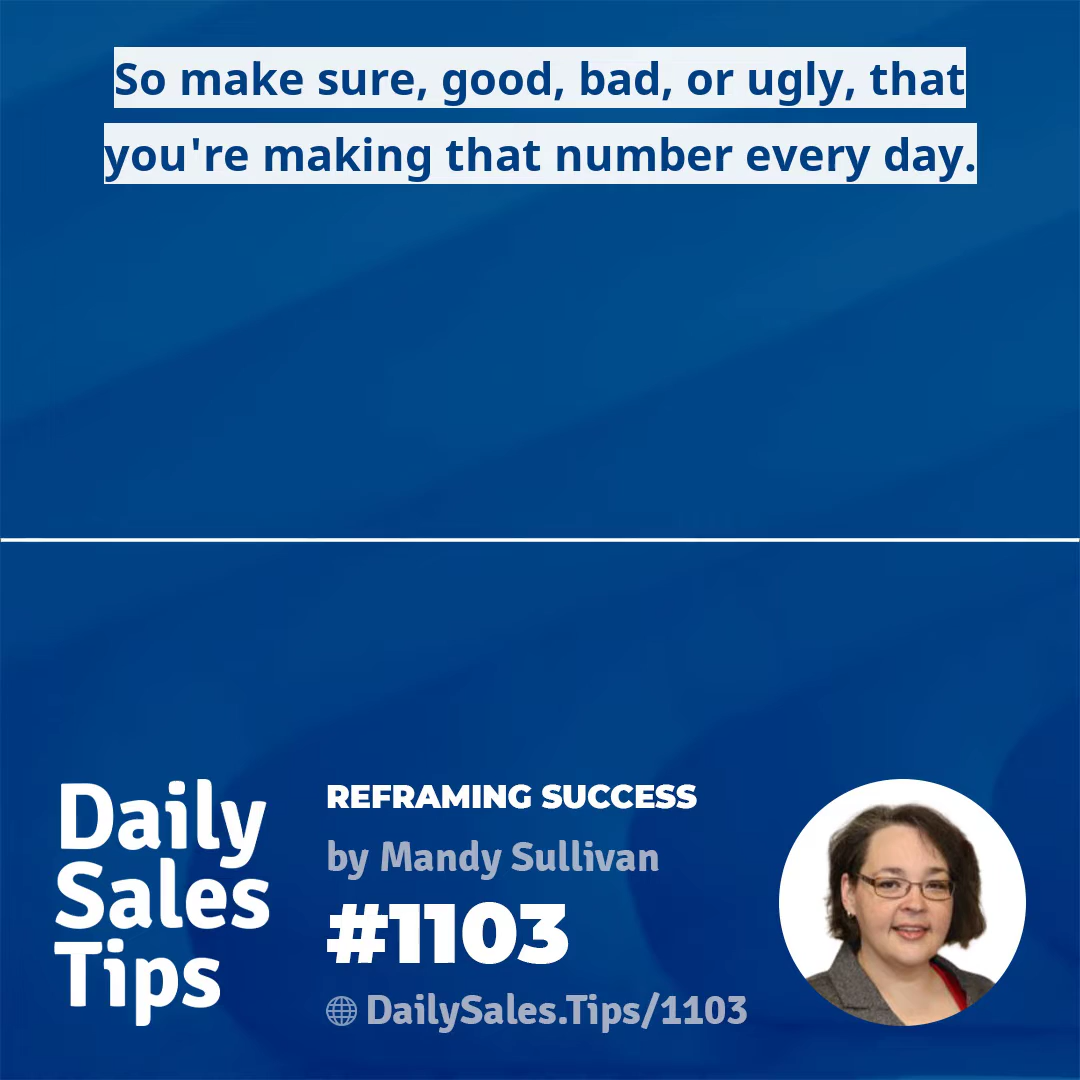 So make sure, good, bad, or ugly, that
you're making that number every day.
Daily
Sales
Tips
REFRAMING SUCCESS
by Mandy Sullivan
#1103
DailySales.Tips/1103